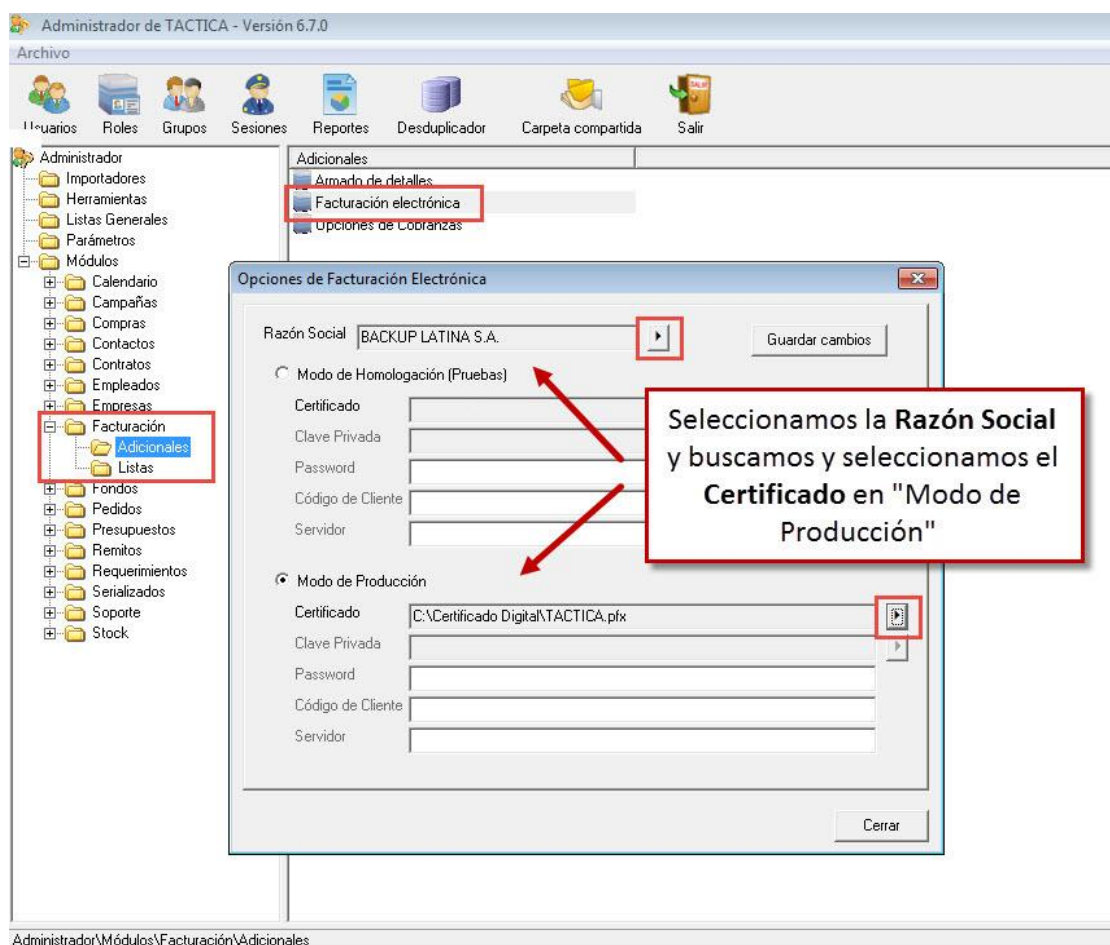 Administrador de TACTICA - Versión 6.7.0
Archivo
Usuarios Roles Grupos Sesiones Reportes Desduplicador Carpeta compartida Salir
Administrador
Importadores
Herramientas
Listas Generales
Parámetros
Módulos
Calendario
Campañas
Compras
Contactos
Contratos
Empleados
Empresas
Facturación
Adicionales
Listas
Fondos
Pedidos
Presupuestos
Remitos
Requerimientos
Serializados
Soporte
Stock
Adicionales
Armado de detalles
Facturación electrónica
Opciones de Cobranzas
Opciones de Facturación Electrónica
Razón Social BACKUP LATINA S.A. Guardar cambios
Modo de Homologación (Pruebas)
Certificado
Clave Privada
Password
Código de Cliente
Servidor
Seleccionamos la Razón Social
y buscamos y seleccionamos el
Certificado en "Modo de
Producción"
Modo de Producción
Certificado C:\Certificado Digital\TACTICA.pfx
Clave Privada
Password
Código de Cliente
Servidor
Cerrar
Administrador\Módulos\Facturación\Adicionales